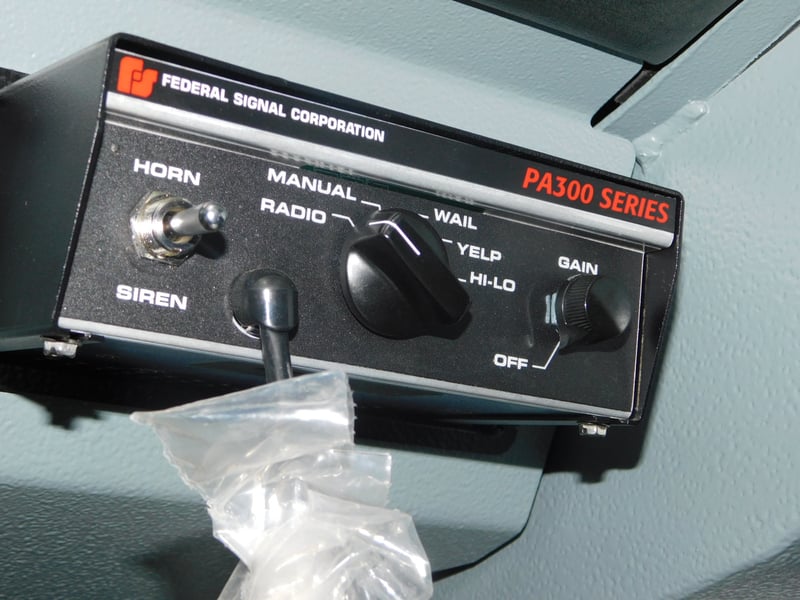 FEDERAL SIGNAL CORPORATION
PA300 SERIES
HORN
SIREN
MANUAL
RADIO
WAIL
YELP
HI-LO
GAIN
OFF